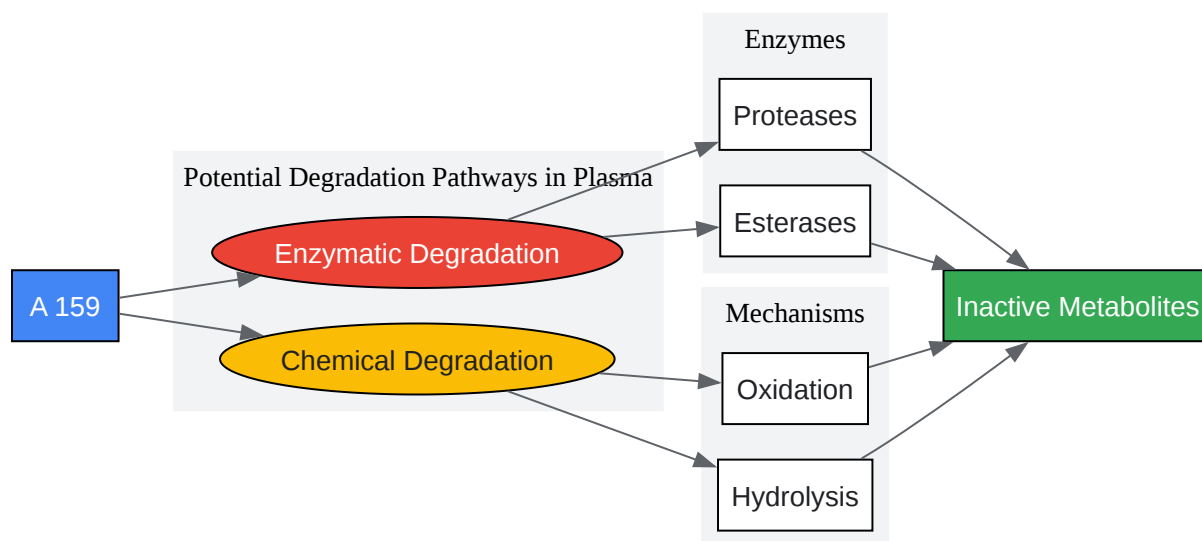 A 159
Potential Degradation Pathways in Plasma
Enzymatic Degradation
Chemical Degradation
Enzymes
Proteases
Esterases
Mechanisms
Oxidation
Hydrolysis
Inactive Metabolites